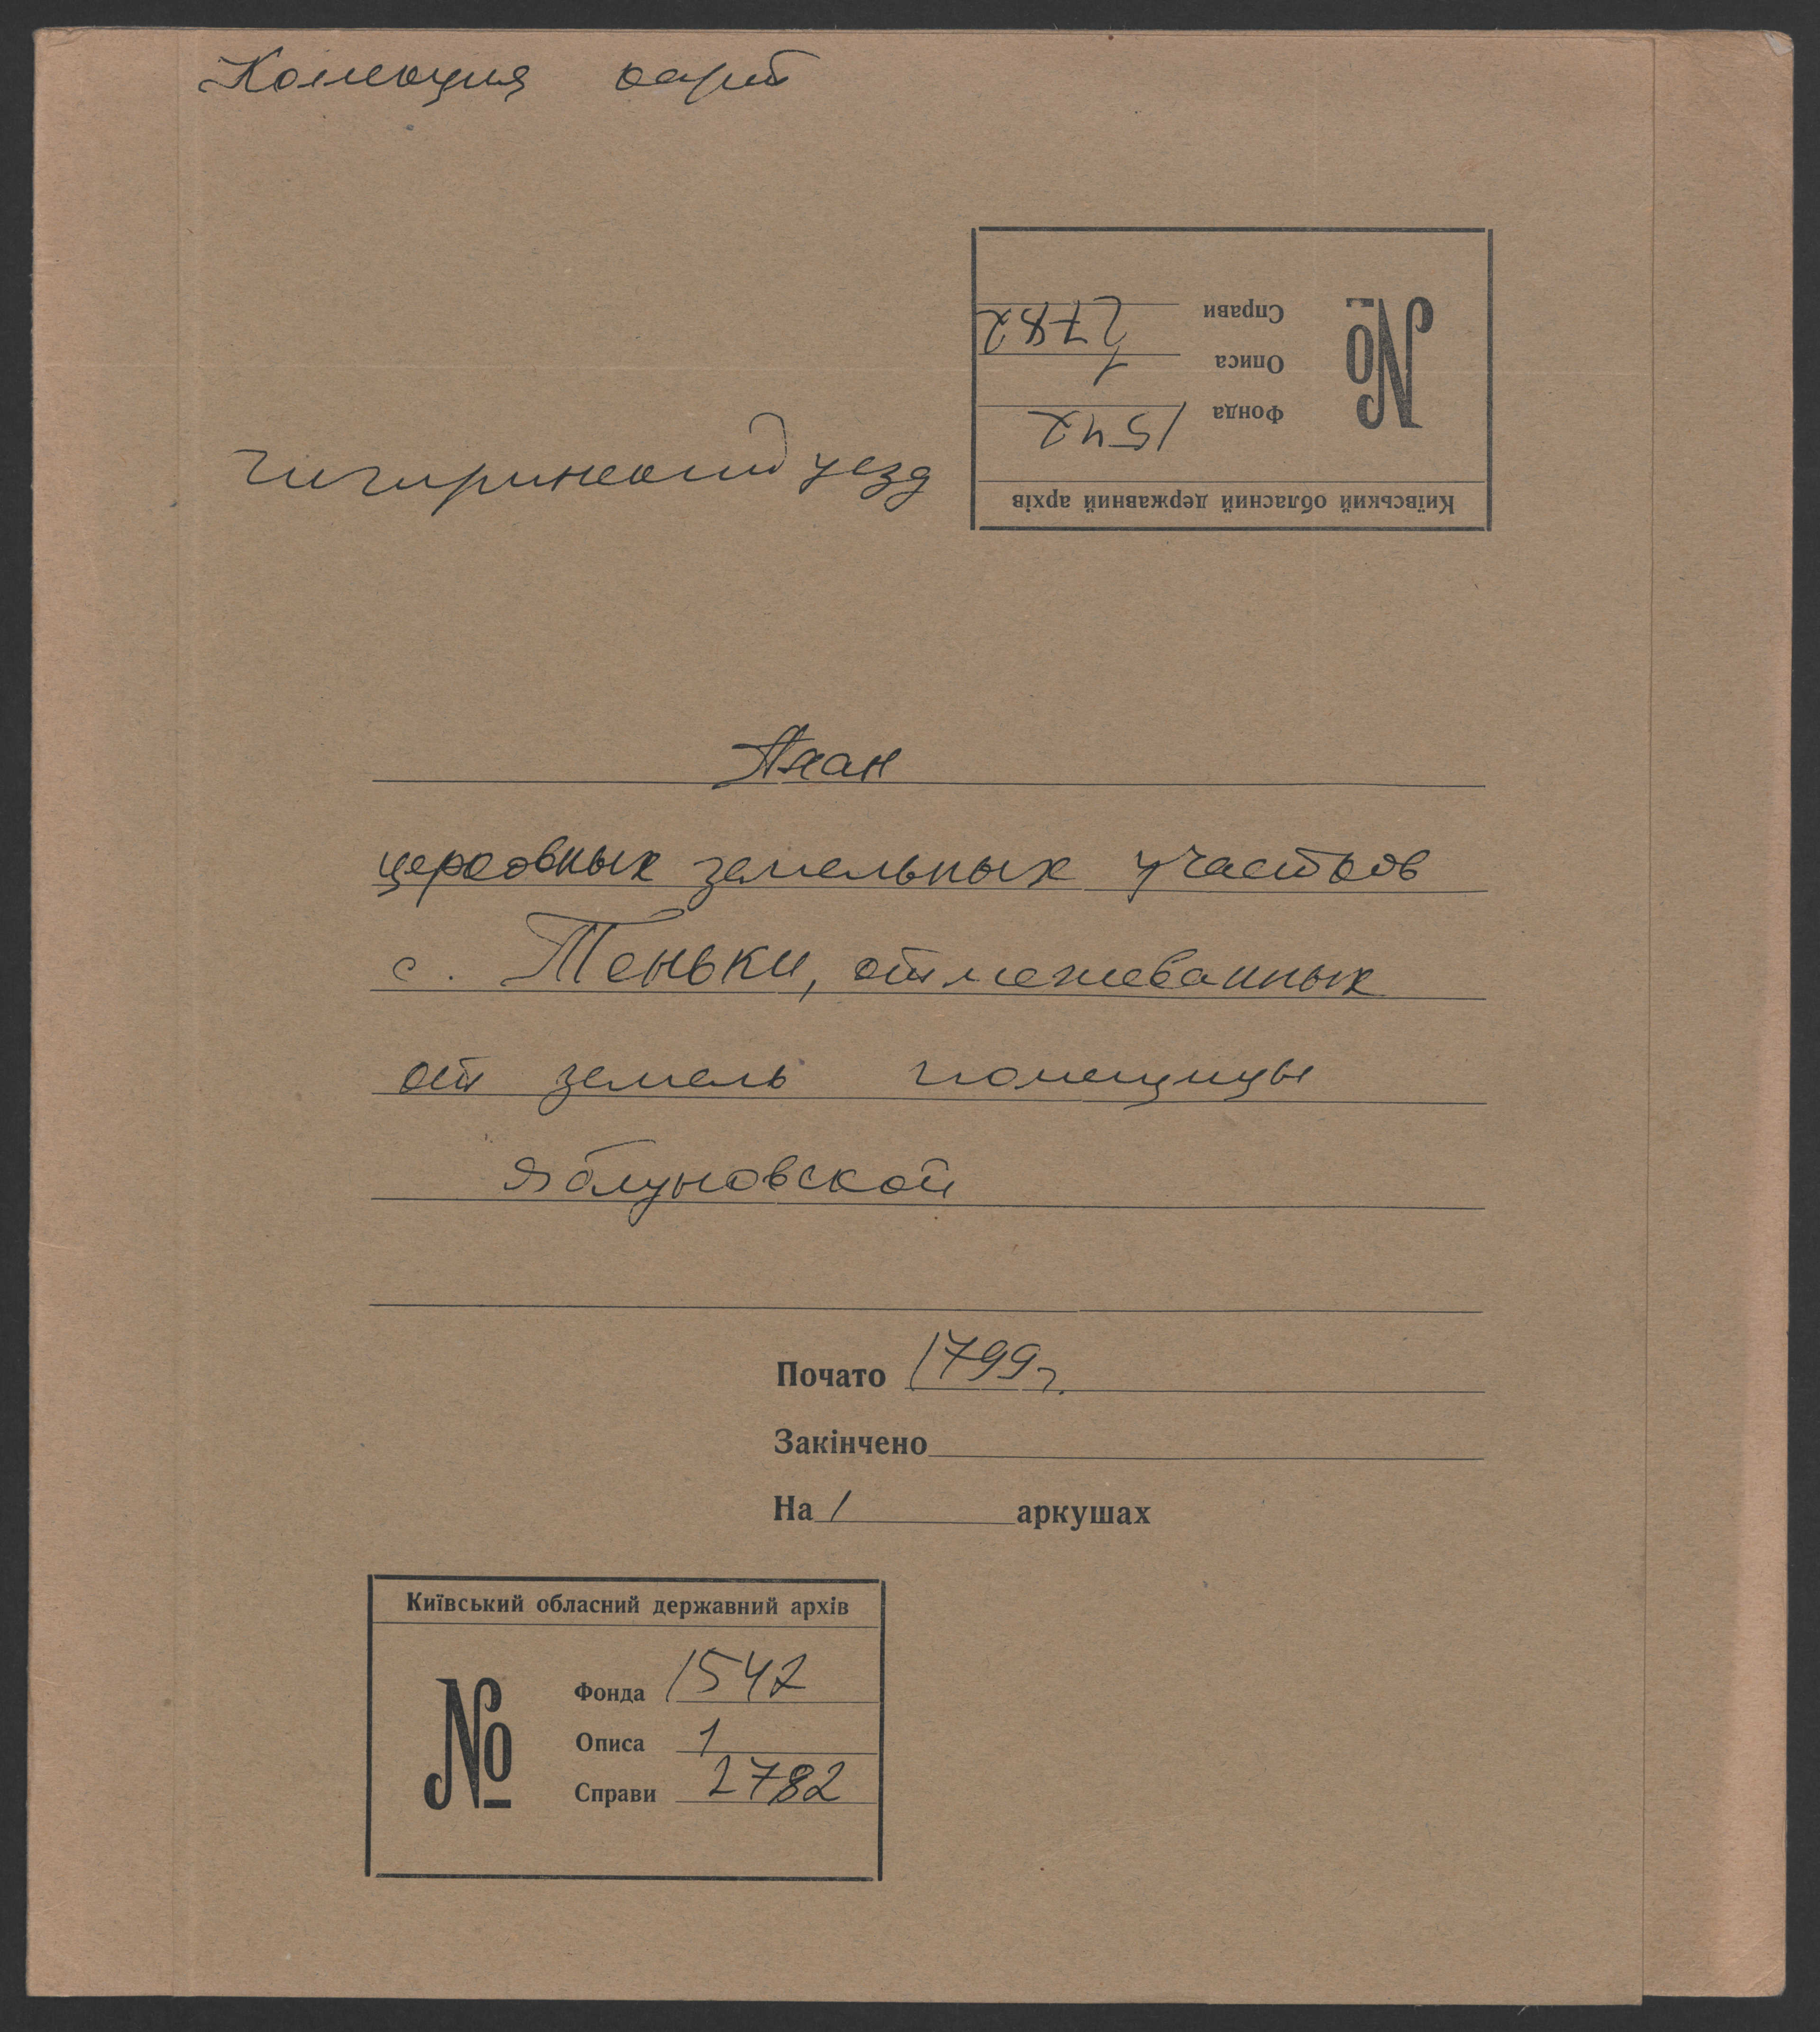 Коллекция карт
Справи 2782
Описа 1
Фонда 1542
№
Київський обласний державний архів
Чигиринский уезд
План
церковных земельных участков
с. Теньки, отмежеванных
от земель помещицы
Яблуновской
Почато 1799г.
Закінчено
На 1 аркушах
Київський обласний державний архів
№
Фонда 1542
Описа 1
Справи 2782